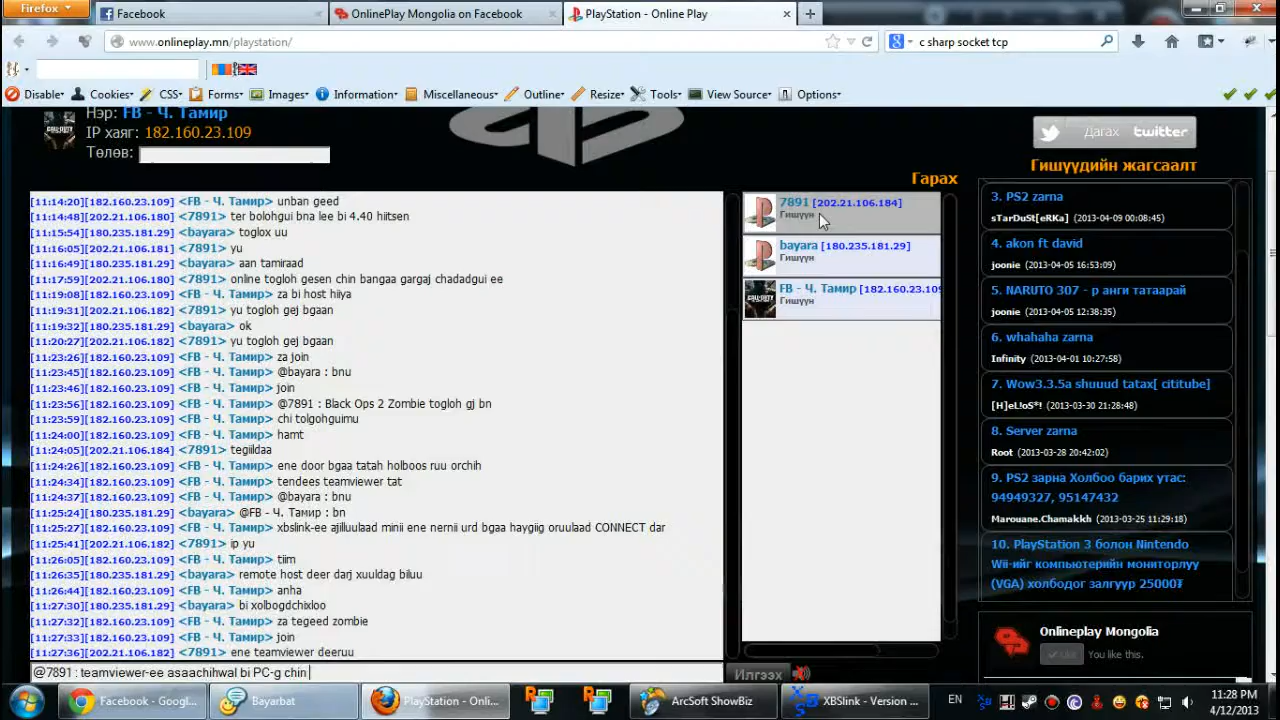 Firefox
Facebook
OnlinePlay Mongolia on Facebook
PlayStation - Online Play
www.onlineplay.mn/playstation/
c sharp socket tcp
Disable Cookies CSS Forms Images Information Miscellaneous Outline Resize Tools View Source Options
Нэр: FB - Ч. Тамир
IP хаяг: 182.160.23.109
Төлөв:
Дагах twitter
Гишүүдийн жагсаалт
Гарах
[11:14:20][182.160.23.109] <FB - Ч. Тамир> unban geed
[11:14:48][202.21.106.180] <7891> ter bolohgui bna lee bi 4.40 hiitsen
[11:15:54][180.235.181.29] <bayara> toglox uu
[11:16:05][202.21.106.181] <7891> yu
[11:16:49][180.235.181.29] <bayara> aan tamiraad
[11:17:59][202.21.106.180] <7891> online togloh gesen chin bangaa gargaj chadadgui ee
[11:19:08][182.160.23.109] <FB - Ч. Тамир> za bi host hiiya
[11:19:31][202.21.106.182] <7891> yu togloh gej bgaan
[11:19:32][180.235.181.29] <bayara> ok
[11:20:27][202.21.106.182] <7891> yu togloh gej bgaan
[11:23:26][182.160.23.109] <FB - Ч. Тамир> za join
[11:23:45][182.160.23.109] <FB - Ч. Тамир> @bayara : bnu
[11:23:46][182.160.23.109] <FB - Ч. Тамир> join
[11:23:56][182.160.23.109] <FB - Ч. Тамир> @7891 : Black Ops 2 Zombie togloh gj bn
[11:23:59][182.160.23.109] <FB - Ч. Тамир> chi tolgohguimu
[11:24:00][182.160.23.109] <FB - Ч. Тамир> hamt
[11:24:05][202.21.106.184] <7891> tegildaa
[11:24:26][182.160.23.109] <FB - Ч. Тамир> ene door bgaa tatah holboos ruu orchih
[11:24:34][182.160.23.109] <FB - Ч. Тамир> tendees teamviewer tat
[11:24:37][182.160.23.109] <FB - Ч. Тамир> @bayara : bnu
[11:25:24][180.235.181.29] <bayara> @FB - Ч. Тамир : bn
[11:25:27][182.160.23.109] <FB - Ч. Тамир> xbslink-ee ajilluulaad minii ene nernii urd bgaa haygiig oruulaad CONNECT dar
[11:25:41][202.21.106.182] <7891> ip yu
[11:26:05][182.160.23.109] <FB - Ч. Тамир> tiim
[11:26:35][180.235.181.29] <bayara> remote host deer darj xuuldag biluu
[11:26:44][182.160.23.109] <FB - Ч. Тамир> anha
[11:27:30][180.235.181.29] <bayara> bi xolbogdchixloo
[11:27:32][182.160.23.109] <FB - Ч. Тамир> za tegeed zombie
[11:27:33][182.160.23.109] <FB - Ч. Тамир> join
[11:27:36][202.21.106.182] <7891> ene teamviewer deeruu
@7891 : teamviewer-ee asaachihwal bi PC-g chin
Илгээх
7891 [202.21.106.184]
Гишүүн
bayara [180.235.181.29]
Гишүүн
FB - Ч. Тамир [182.160.23.109
Гишүүн
3. PS2 zarna
sTarDuSt[eRKa] (2013-04-09 00:08:45)
4. akon ft david
joonie (2013-04-05 16:53:09)
5. NARUTO 307 - р анги татаарай
joonie (2013-04-05 12:38:35)
6. whahaha zarna
Infinity (2013-04-01 10:27:58)
7. Wow3.3.5a shuuud tatax[ cititube]
[H]eL!oS*! (2013-03-30 21:28:48)
8. Server zarna
Root (2013-03-28 20:42:02)
9. PS2 зарна Холбоо барих утас:
94949327, 95147432
Marouane.Chamakkh (2013-03-25 11:29:18)
10. PlayStation 3 болон Nintendo
Wii-ийг компьютерийн мониторлуу
(VGA) холбодог залгуур 25000₮
Onlineplay Mongolia
Like You like this.
Facebook - Googl...
Bayarbat
PlayStation - Onli...
ArcSoft ShowBiz
XBSlink - Version ...
EN
11:28 PM
4/12/2013